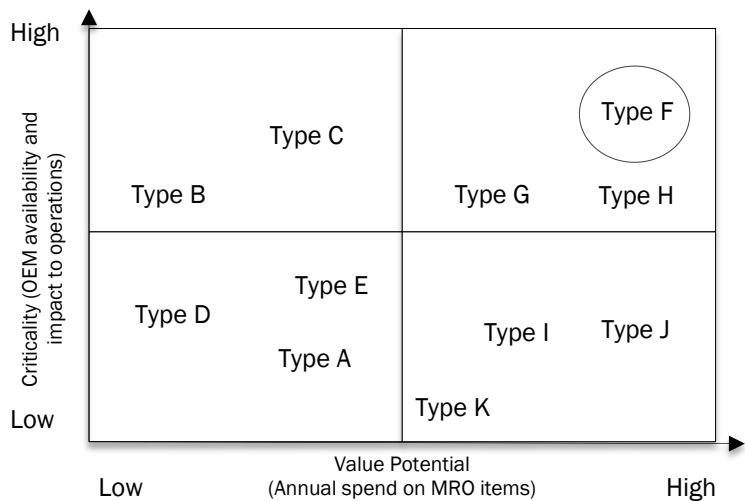 High
Type F
Type C
Type B
Type G
Type H
Criticality (OEM availability and
impact to operations)
Type E
Type D
Type I
Type J
Type A
Type K
Low
Value Potential
(Annual spend on MRO items)
Low
High